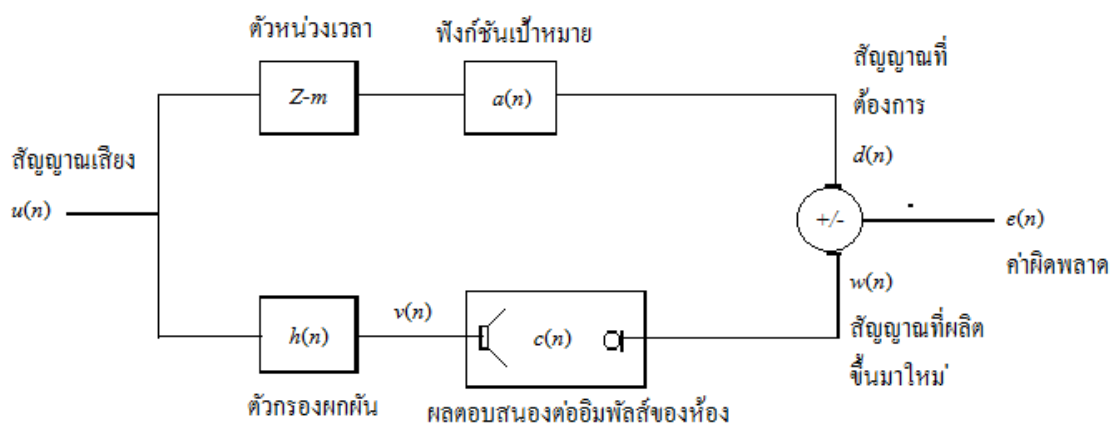 ตัวหน่วงเวลา
ฟังก์ชันเป้าหมาย
สัญญาณที่
ต้องการ
Z-m
a(n)
d(n)
สัญญาณเสียง
u(n)
+/-
-
e(n)
ค่าผิดพลาด
w(n)
สัญญาณที่ผลิต
ขึ้นมาใหม่
v(n)
h(n)
c(n)
ตัวกรองผกผัน
ผลตอบสนองต่ออิมพัลส์ของห้อง